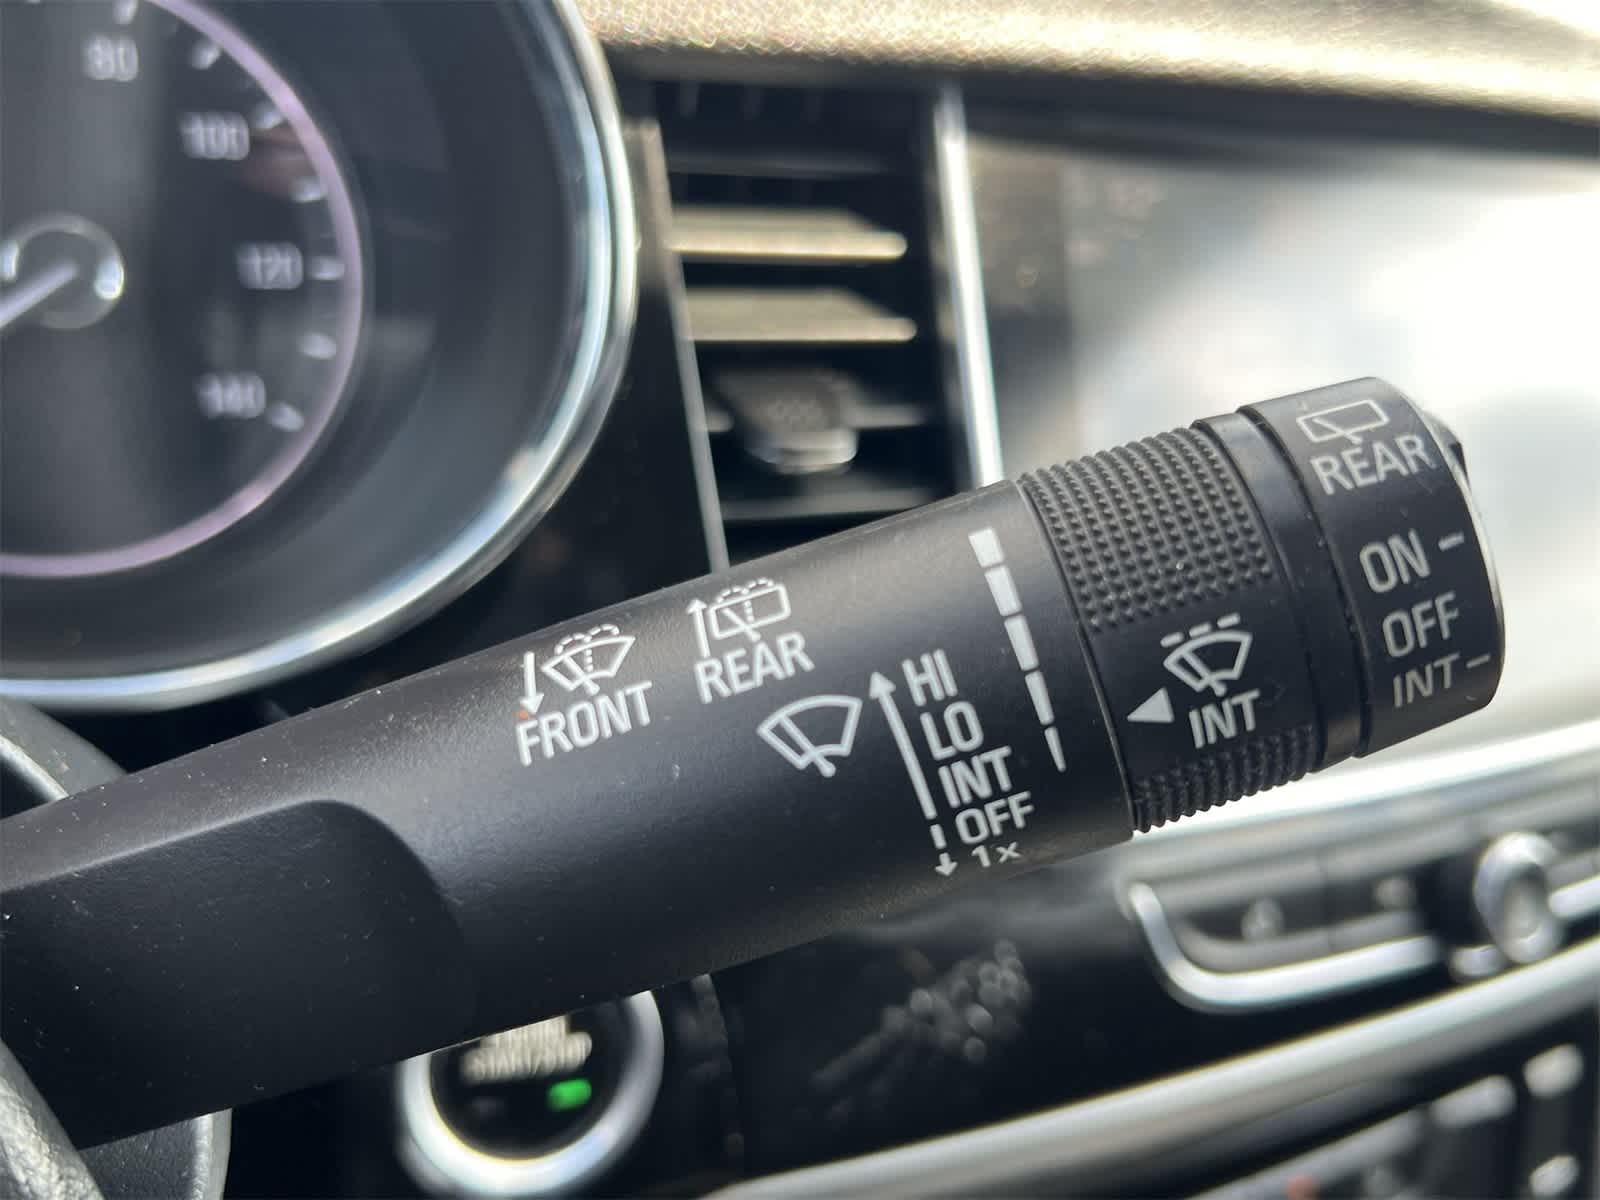 80
100
120
140
REAR
ON
OFF
INT
INT
REAR
FRONT
HI
LO
INT
OFF
1x